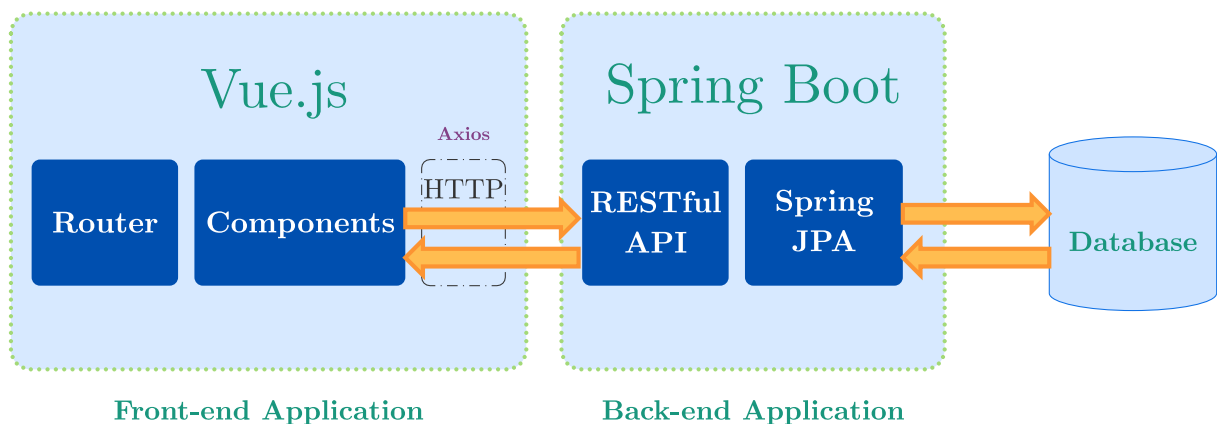 Vue.js
Axios
HTTP
Router
Components
Front-end Application
Spring Boot
RESTful
API
Spring
JPA
Back-end Application
Database